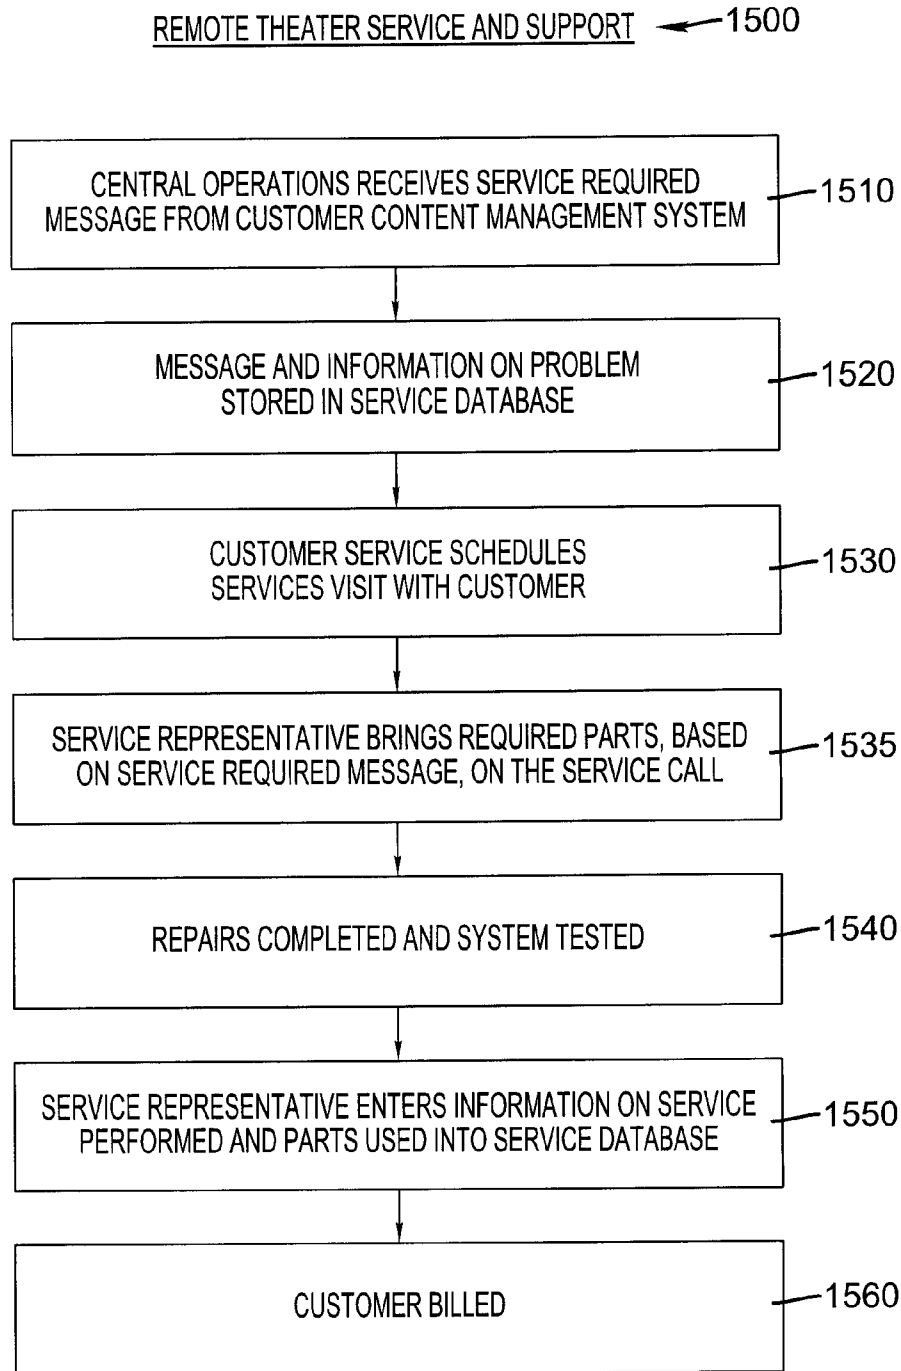 REMOTE THEATER SERVICE AND SUPPORT 1500
CENTRAL OPERATIONS RECEIVES SERVICE REQUIRED
MESSAGE FROM CUSTOMER CONTENT MANAGEMENT SYSTEM
1510
MESSAGE AND INFORMATION ON PROBLEM
STORED IN SERVICE DATABASE
1520
CUSTOMER SERVICE SCHEDULES
SERVICES VISIT WITH CUSTOMER
1530
SERVICE REPRESENTATIVE BRINGS REQUIRED PARTS, BASED
ON SERVICE REQUIRED MESSAGE, ON THE SERVICE CALL
1535
REPAIRS COMPLETED AND SYSTEM TESTED
1540
SERVICE REPRESENTATIVE ENTERS INFORMATION ON SERVICE
PERFORMED AND PARTS USED INTO SERVICE DATABASE
1550
CUSTOMER BILLED
1560